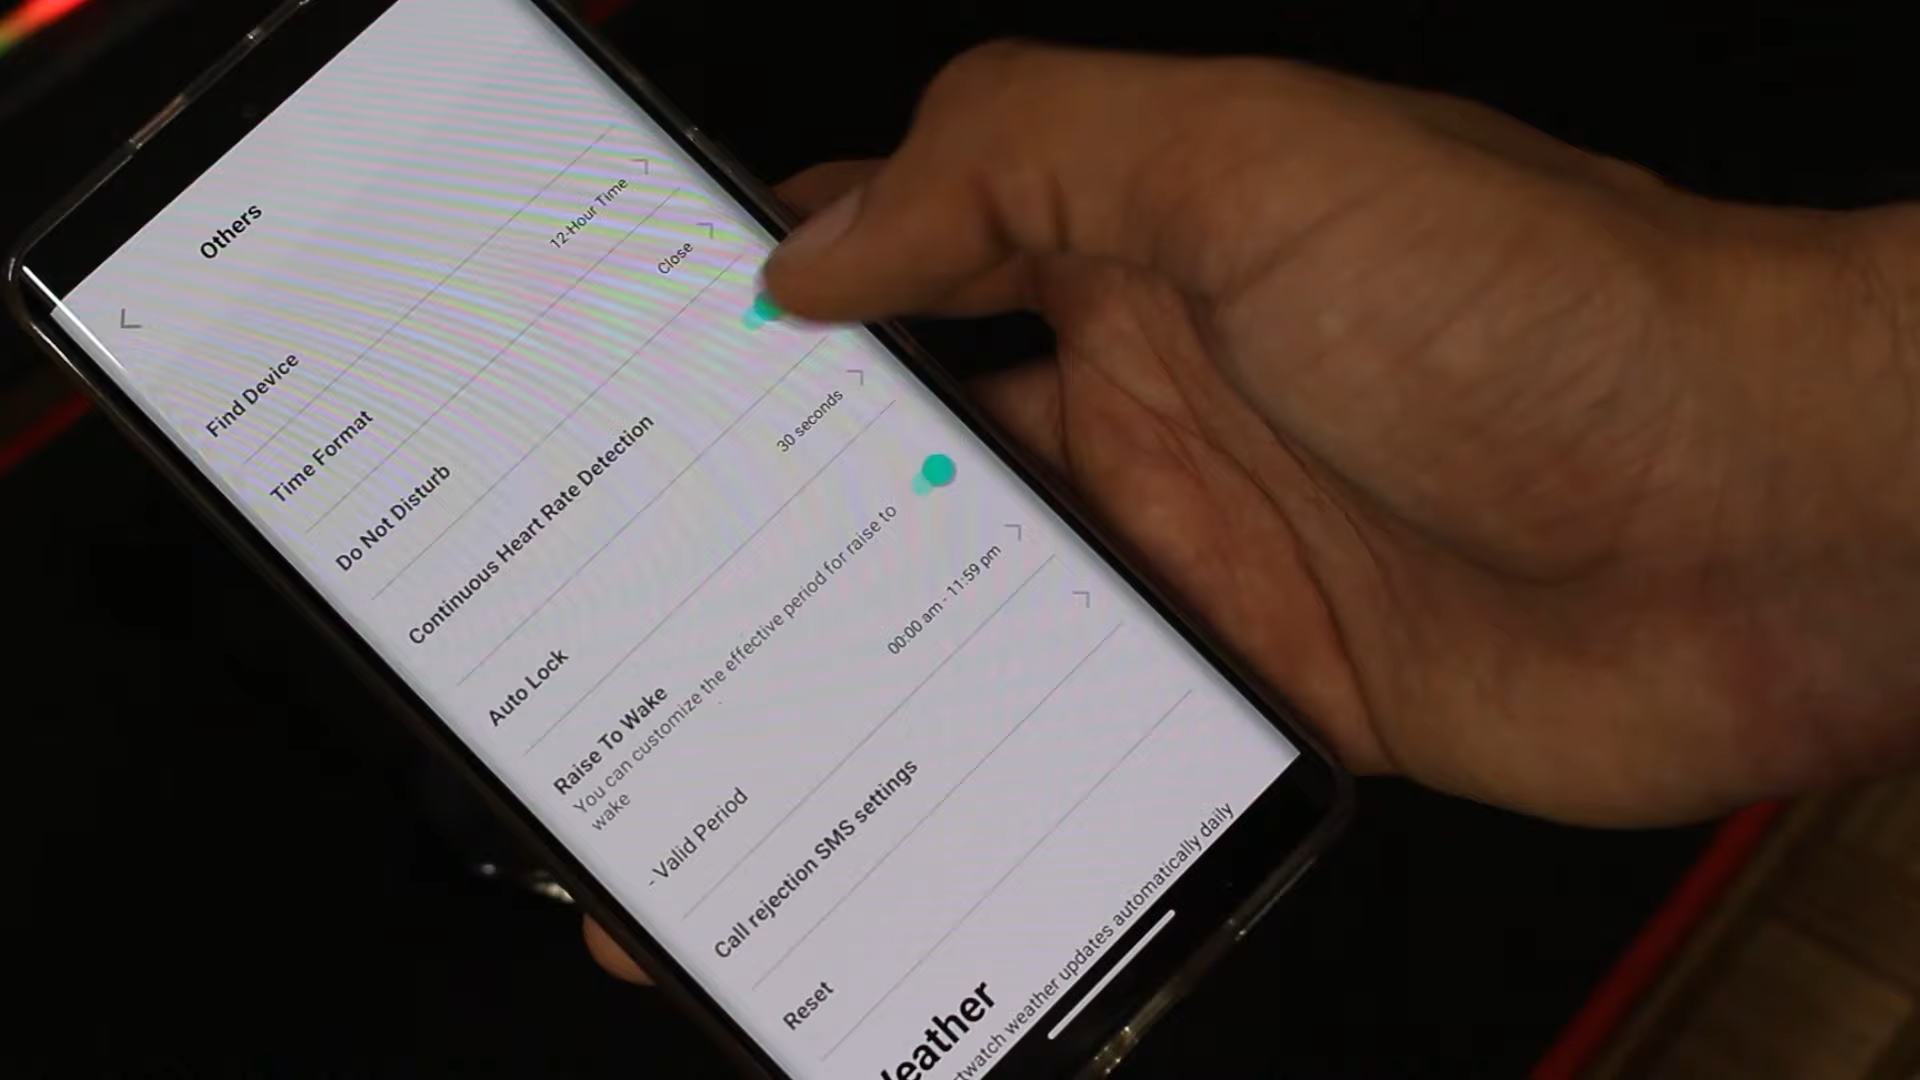 Others
Find Device
Time Format 12-Hour Time
Do Not Disturb Close
Continuous Heart Rate Detection
Auto Lock 30 seconds
Raise To Wake
You can customize the effective period for raise to
wake
- Valid Period 00:00 am - 11:59 pm
Call rejection SMS settings
Reset
updates automatically daily
weather